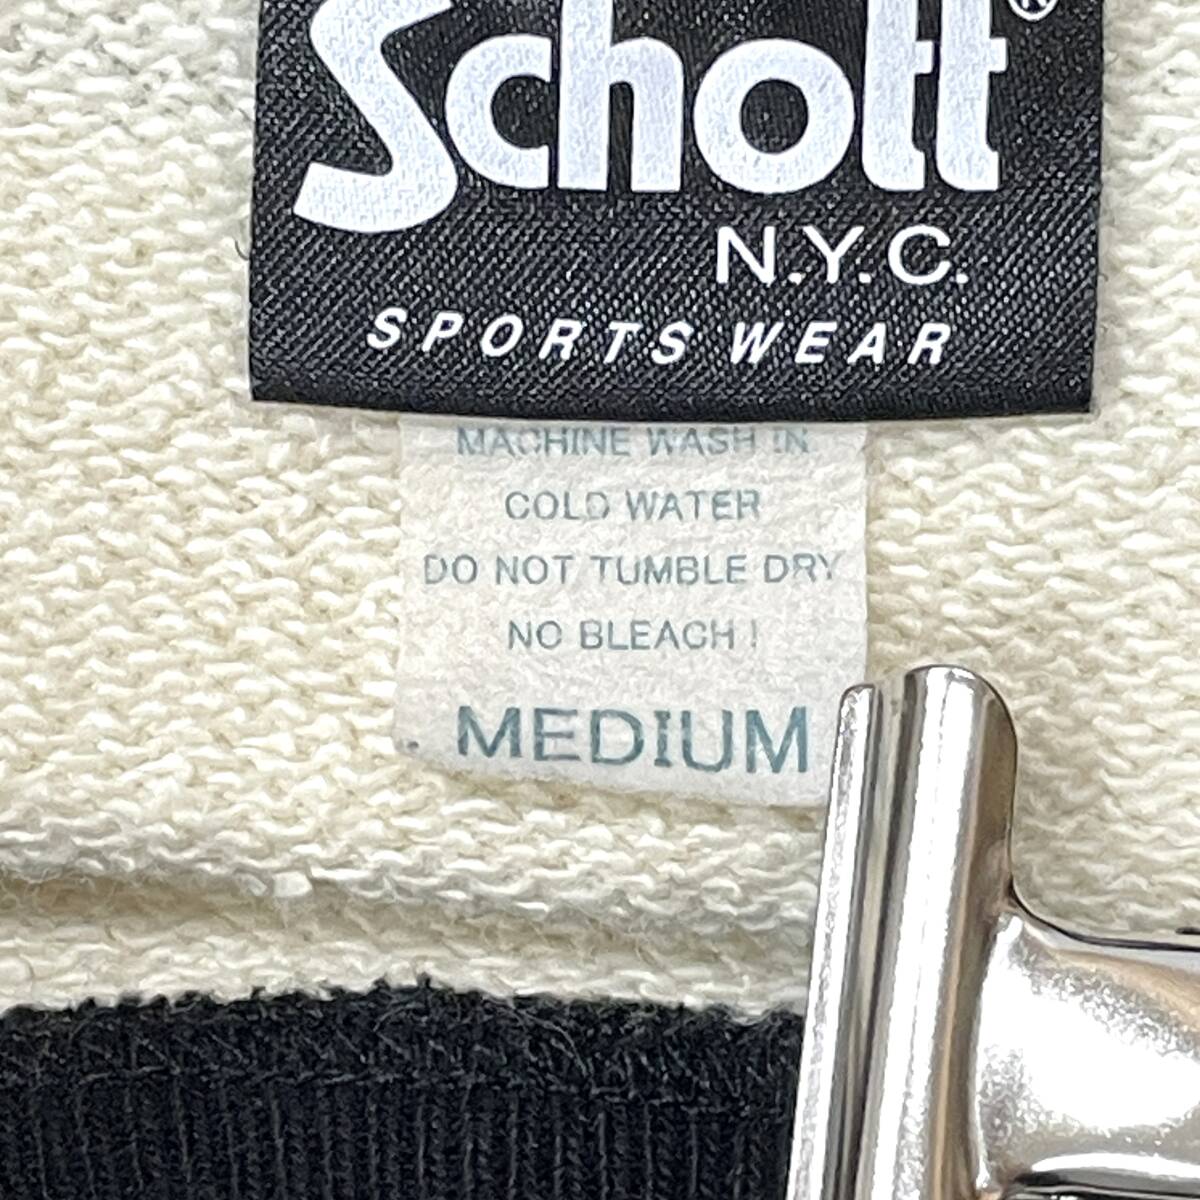 Schott®
N.Y.C.
SPORTS WEAR
MACHINE WASH IN
COLD WATER
DO NOT TUMBLE DRY
NO BLEACH !
MEDIUM